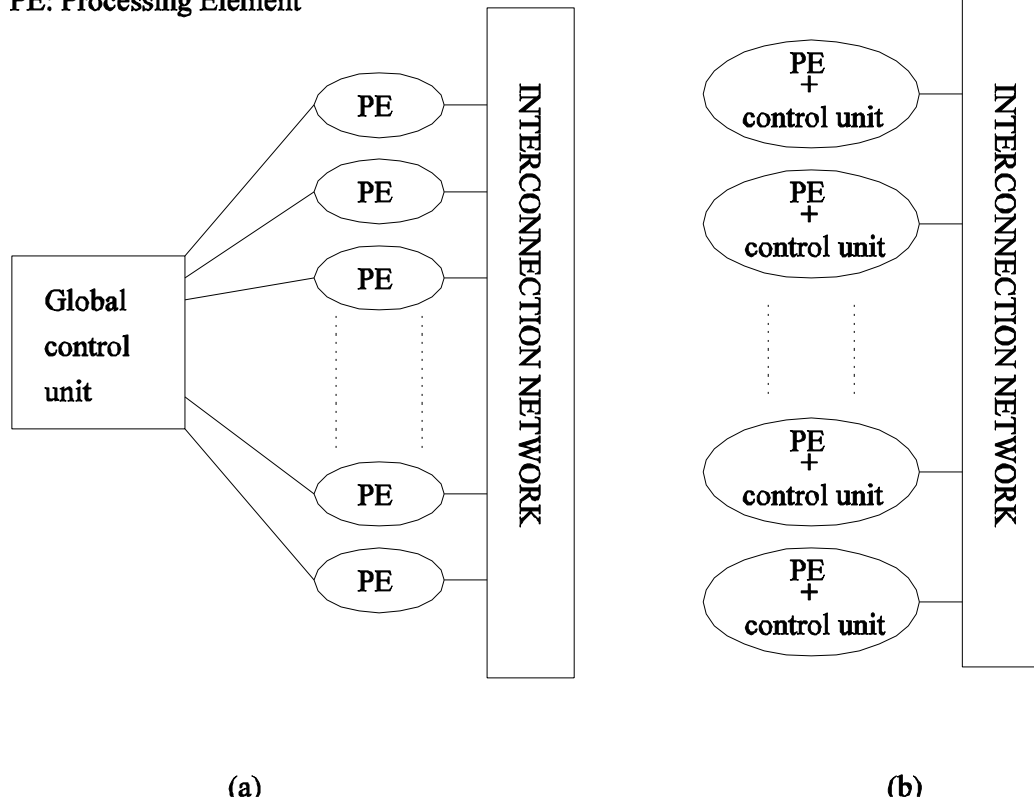 PE: Processing Element
PE
PE
PE
Global
control
unit
PE
PE
INTERCONNECTION NETWORK
(a)
PE
+
control unit
PE
+
control unit
PE
+
control unit
PE
+
control unit
INTERCONNECTION NETWORK
(b)